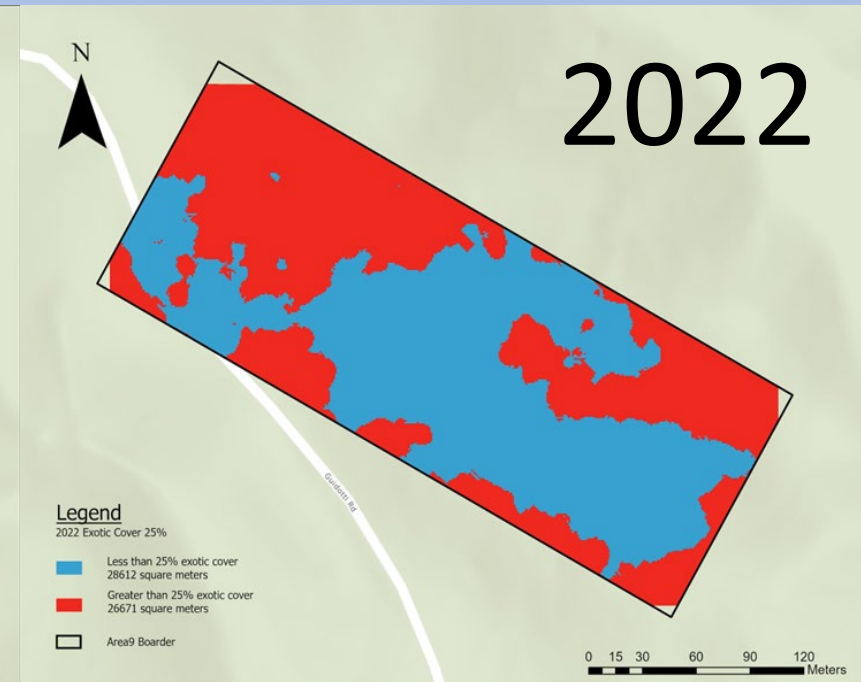 N
2022
Guidotti Rd
Legend
2022 Exotic Cover 25%
Less than 25% exotic cover
28612 square meters
Greater than 25% exotic cover
26671 square meters
Area9 Boarder
0 15 30 60 90 120
Meters